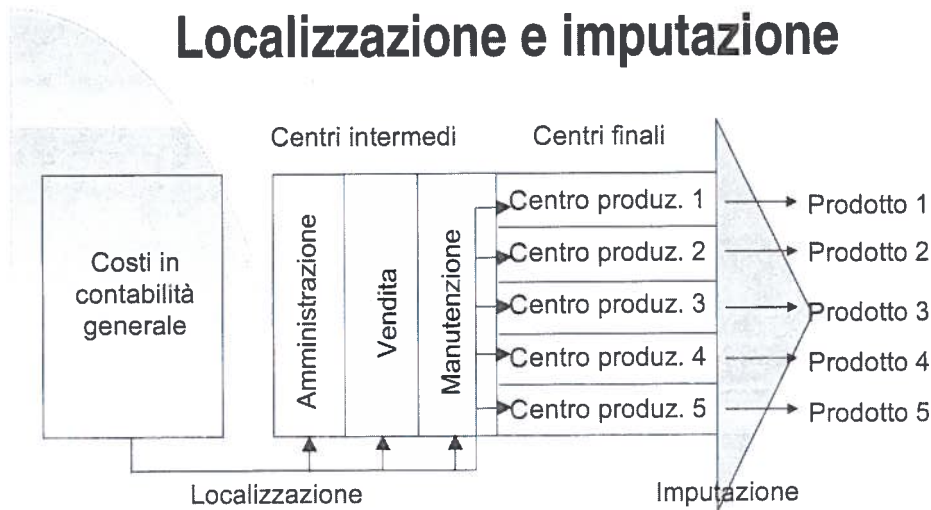 Localizzazione e imputazione
Centri intermedi
Centri finali
Costi in
contabilità
generale
Amministrazione
Vendita
Manutenzione
Centro produz. 1
Centro produz. 2
Centro produz. 3
Centro produz. 4
Centro produz. 5
Prodotto 1
Prodotto 2
Prodotto 3
Prodotto 4
Prodotto 5
Localizzazione
Imputazione